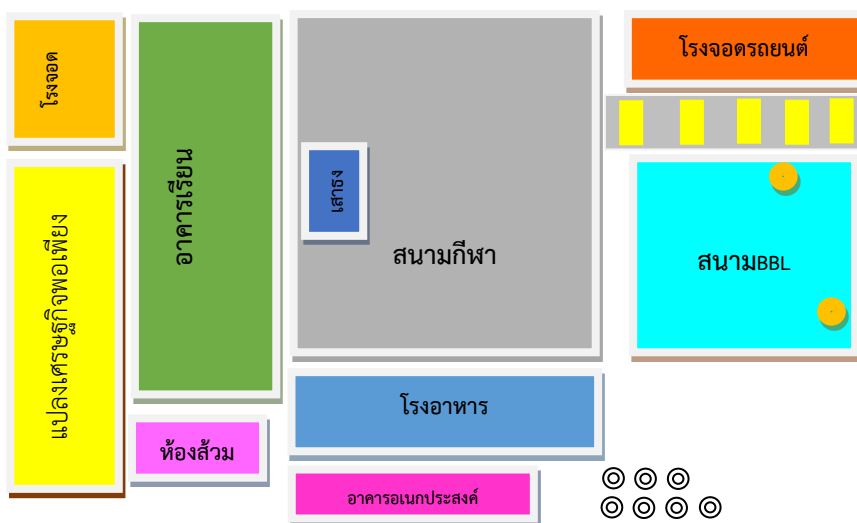 โรงจอด
โรงจอดรถยนต์
อาคารเรียน
เสาธง
สนามกีฬา
สนามBBL
แปลงเศรษฐกิจพอเพียง
โรงอาหาร
ห้องส้วม
อาคารอเนกประสงค์